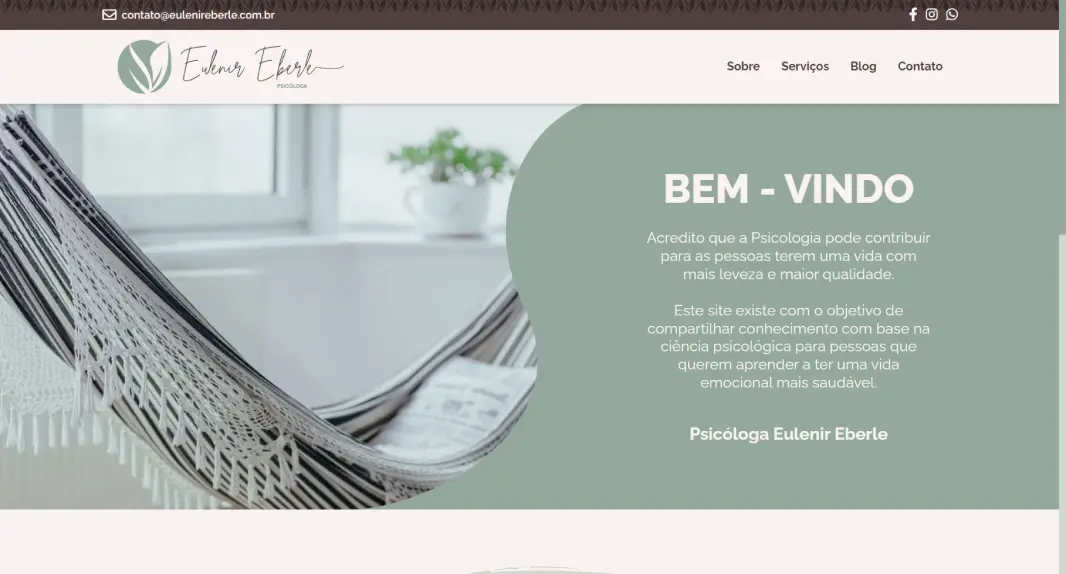 contato@eulenireberle.com.br
Eulenir Eberle
PSICÓLOGA
Sobre Serviços Blog Contato
BEM - VINDO
Acredito que a Psicologia pode contribuir
para as pessoas terem uma vida com
mais leveza e maior qualidade.
Este site existe com o objetivo de
compartilhar conhecimento com base na
ciência psicológica para pessoas que
querem aprender a ter uma vida
emocional mais saudável.
Psicóloga Eulenir Eberle